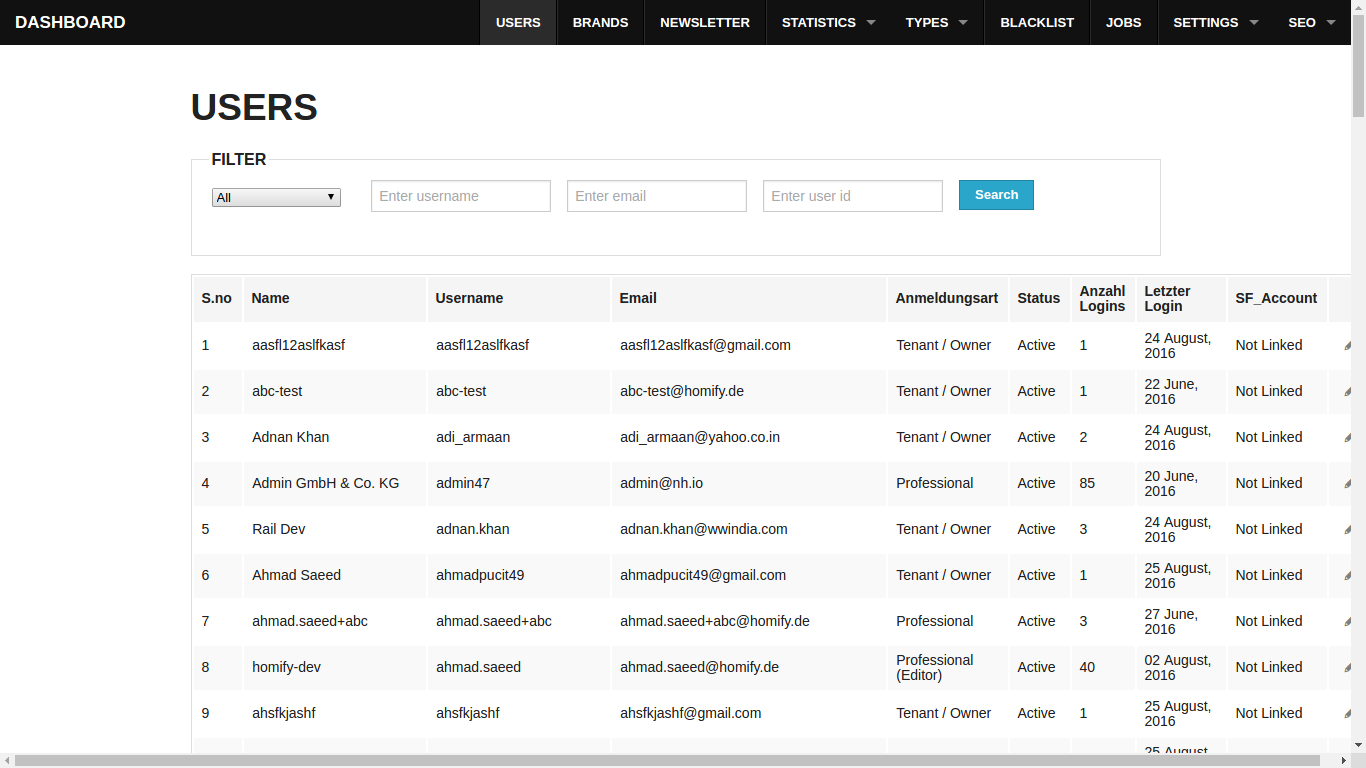 DASHBOARD USERS BRANDS NEWSLETTER STATISTICS TYPES BLACKLIST JOBS SETTINGS SEO
USERS
FILTER
All Enter username Enter email Enter user id Search
S.no Name Username Email Anmeldungsart Status Anzahl Logins Letzter Login SF_Account
1 aasfl12aslfkasf aasfl12aslfkasf aasfl12aslfkasf@gmail.com Tenant / Owner Active 1 24 August, 2016 Not Linked
2 abc-test abc-test abc-test@homify.de Tenant / Owner Active 1 22 June, 2016 Not Linked
3 Adnan Khan adi_armaan adi_armaan@yahoo.co.in Tenant / Owner Active 2 24 August, 2016 Not Linked
4 Admin GmbH & Co. KG admin47 admin@nh.io Professional Active 85 20 June, 2016 Not Linked
5 Rail Dev adnan.khan adnan.khan@wwindia.com Tenant / Owner Active 3 24 August, 2016 Not Linked
6 Ahmad Saeed ahmadpucit49 ahmadpucit49@gmail.com Tenant / Owner Active 1 25 August, 2016 Not Linked
7 ahmad.saeed+abc ahmad.saeed+abc ahmad.saeed+abc@homify.de Professional Active 3 27 June, 2016 Not Linked
8 homify-dev ahmad.saeed ahmad.saeed@homify.de Professional (Editor) Active 40 02 August, 2016 Not Linked
9 ahsfkjashf ahsfkjashf ahsfkjashf@gmail.com Tenant / Owner Active 1 25 August, 2016 Not Linked
25 August,